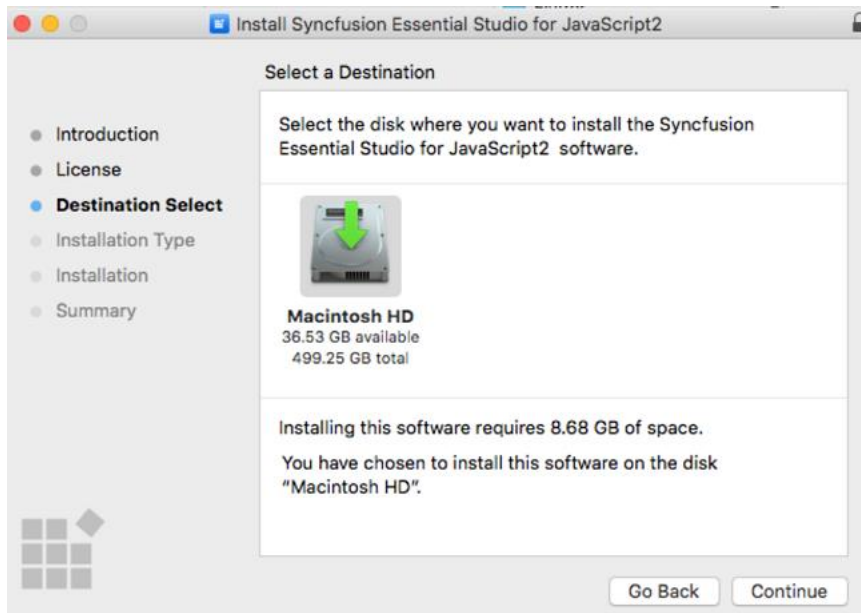 Install Syncfusion Essential Studio for JavaScript2
Select a Destination
Introduction
License
Destination Select
Installation Type
Installation
Summary
Select the disk where you want to install the Syncfusion
Essential Studio for JavaScript2 software.
Macintosh HD
36.53 GB available
499.25 GB total
Installing this software requires 8.68 GB of space.
You have chosen to install this software on the disk
“Macintosh HD”.
Go Back
Continue